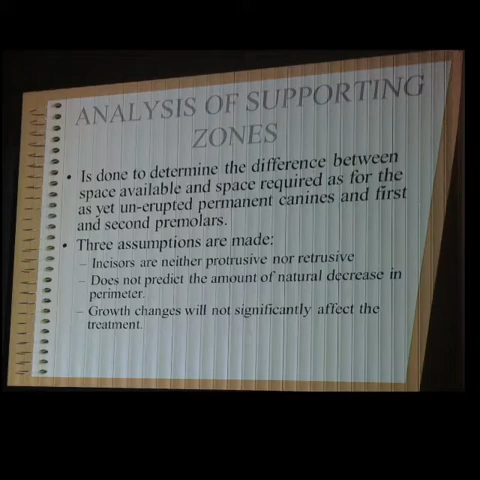 ANALYSIS OF SUPPORTING
ZONES
• Is done to determine the difference between
space available and space required as for the
as yet un-erupted permanent canines and first
and second premolars.
• Three assumptions are made:
– Incisors are neither protrusive nor retrusive
– Does not predict the amount of natural decrease in
perimeter.
– Growth changes will not significantly affect the
treatment.